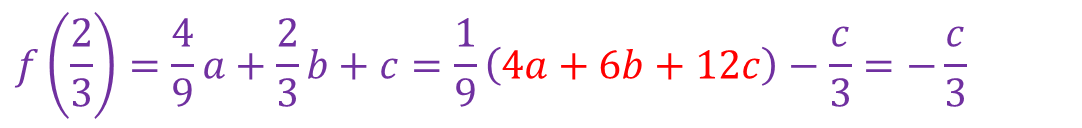 f(2/3) = 4/9 a + 2/3 b + c = 1/9 (4a + 6b + 12c) − c/3 = − c/3